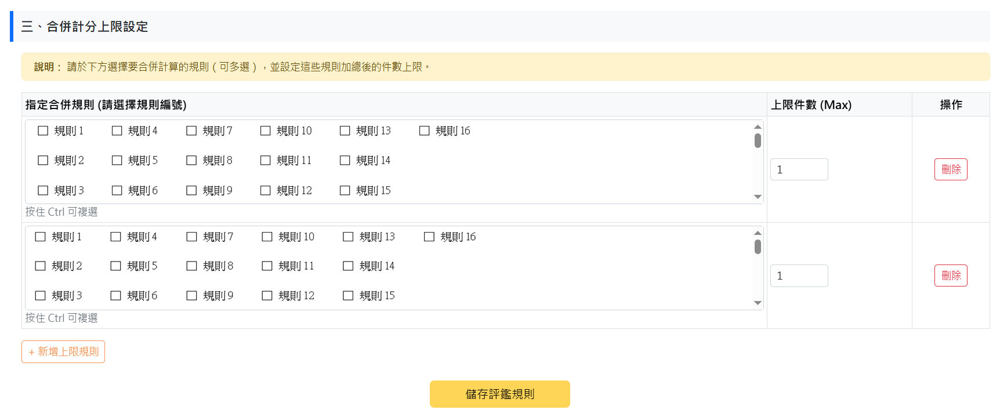 三、合併計分上限設定
說明： 請於下方選擇要合併計算的規則（可多選），並設定這些規則加總後的件數上限。
指定合併規則 (請選擇規則編號) 上限件數 (Max) 操作
規則 1 規則 4 規則 7 規則 10 規則 13 規則 16
規則 2 規則 5 規則 8 規則 11 規則 14
規則 3 規則 6 規則 9 規則 12 規則 15
1 刪除
按住 Ctrl 可複選
規則 1 規則 4 規則 7 規則 10 規則 13 規則 16
規則 2 規則 5 規則 8 規則 11 規則 14
規則 3 規則 6 規則 9 規則 12 規則 15
1 刪除
按住 Ctrl 可複選
+ 新增上限規則
儲存評鑑規則